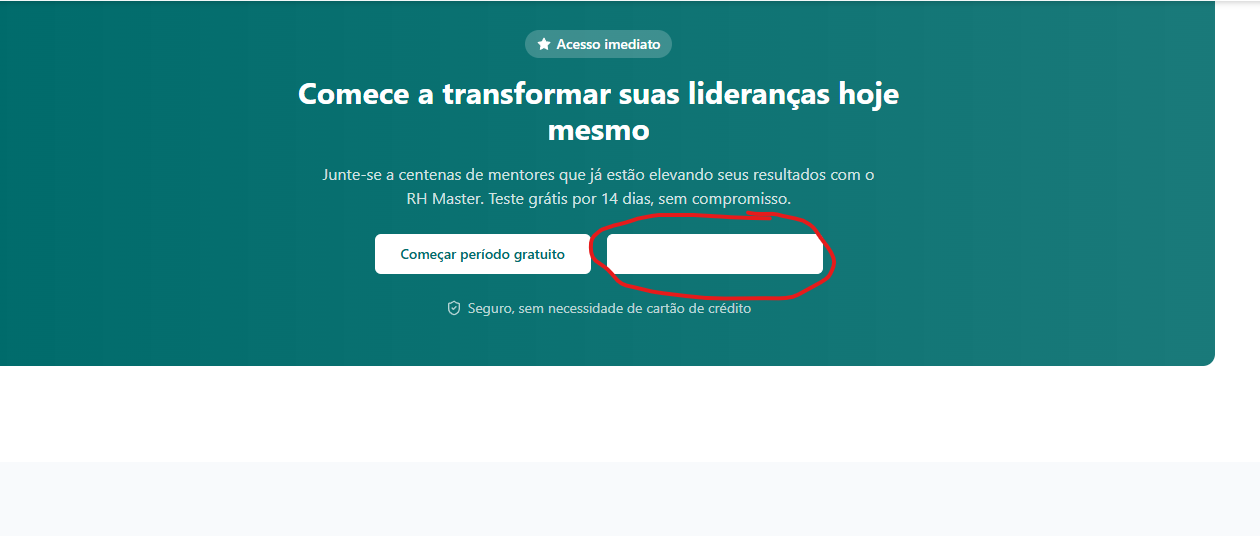 Acesso imediato
Comece a transformar suas lideranças hoje
mesmo
Junte-se a centenas de mentores que já estão elevando seus resultados com o
RH Master. Teste grátis por 14 dias, sem compromisso.
Começar período gratuito
Seguro, sem necessidade de cartão de crédito